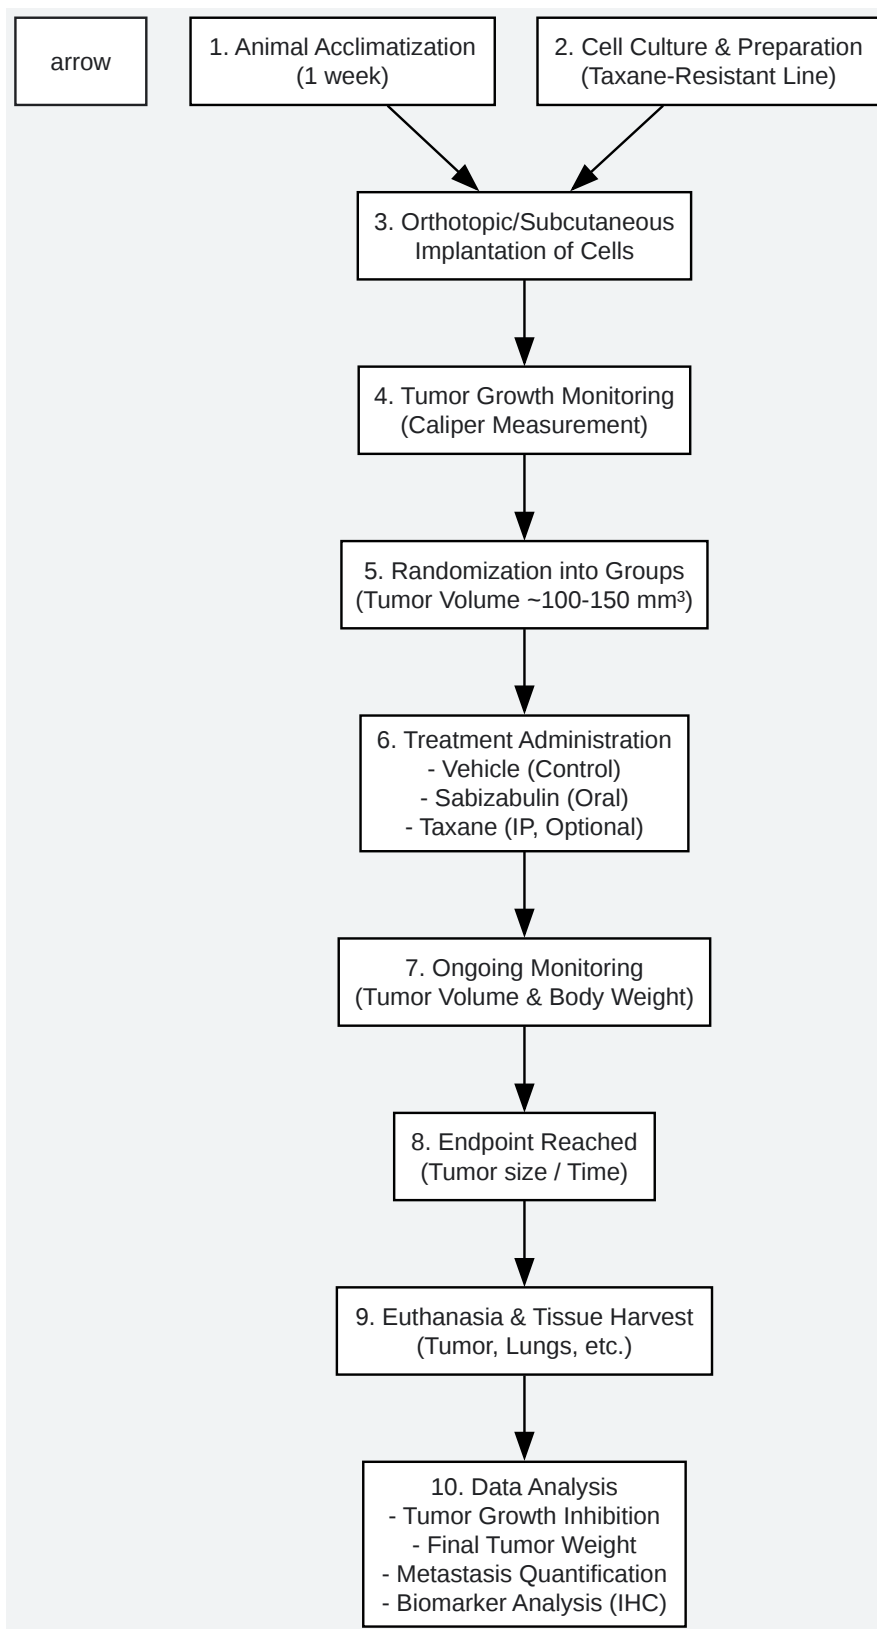 arrow
1. Animal Acclimatization
(1 week)
2. Cell Culture & Preparation
(Taxane-Resistant Line)
3. Orthotopic/Subcutaneous
Implantation of Cells
4. Tumor Growth Monitoring
(Caliper Measurement)
5. Randomization into Groups
(Tumor Volume ~100-150 mm³)
6. Treatment Administration
- Vehicle (Control)
- Sabizabulin (Oral)
- Taxane (IP, Optional)
7. Ongoing Monitoring
(Tumor Volume & Body Weight)
8. Endpoint Reached
(Tumor size / Time)
9. Euthanasia & Tissue Harvest
(Tumor, Lungs, etc.)
10. Data Analysis
- Tumor Growth Inhibition
- Final Tumor Weight
- Metastasis Quantification
- Biomarker Analysis (IHC)